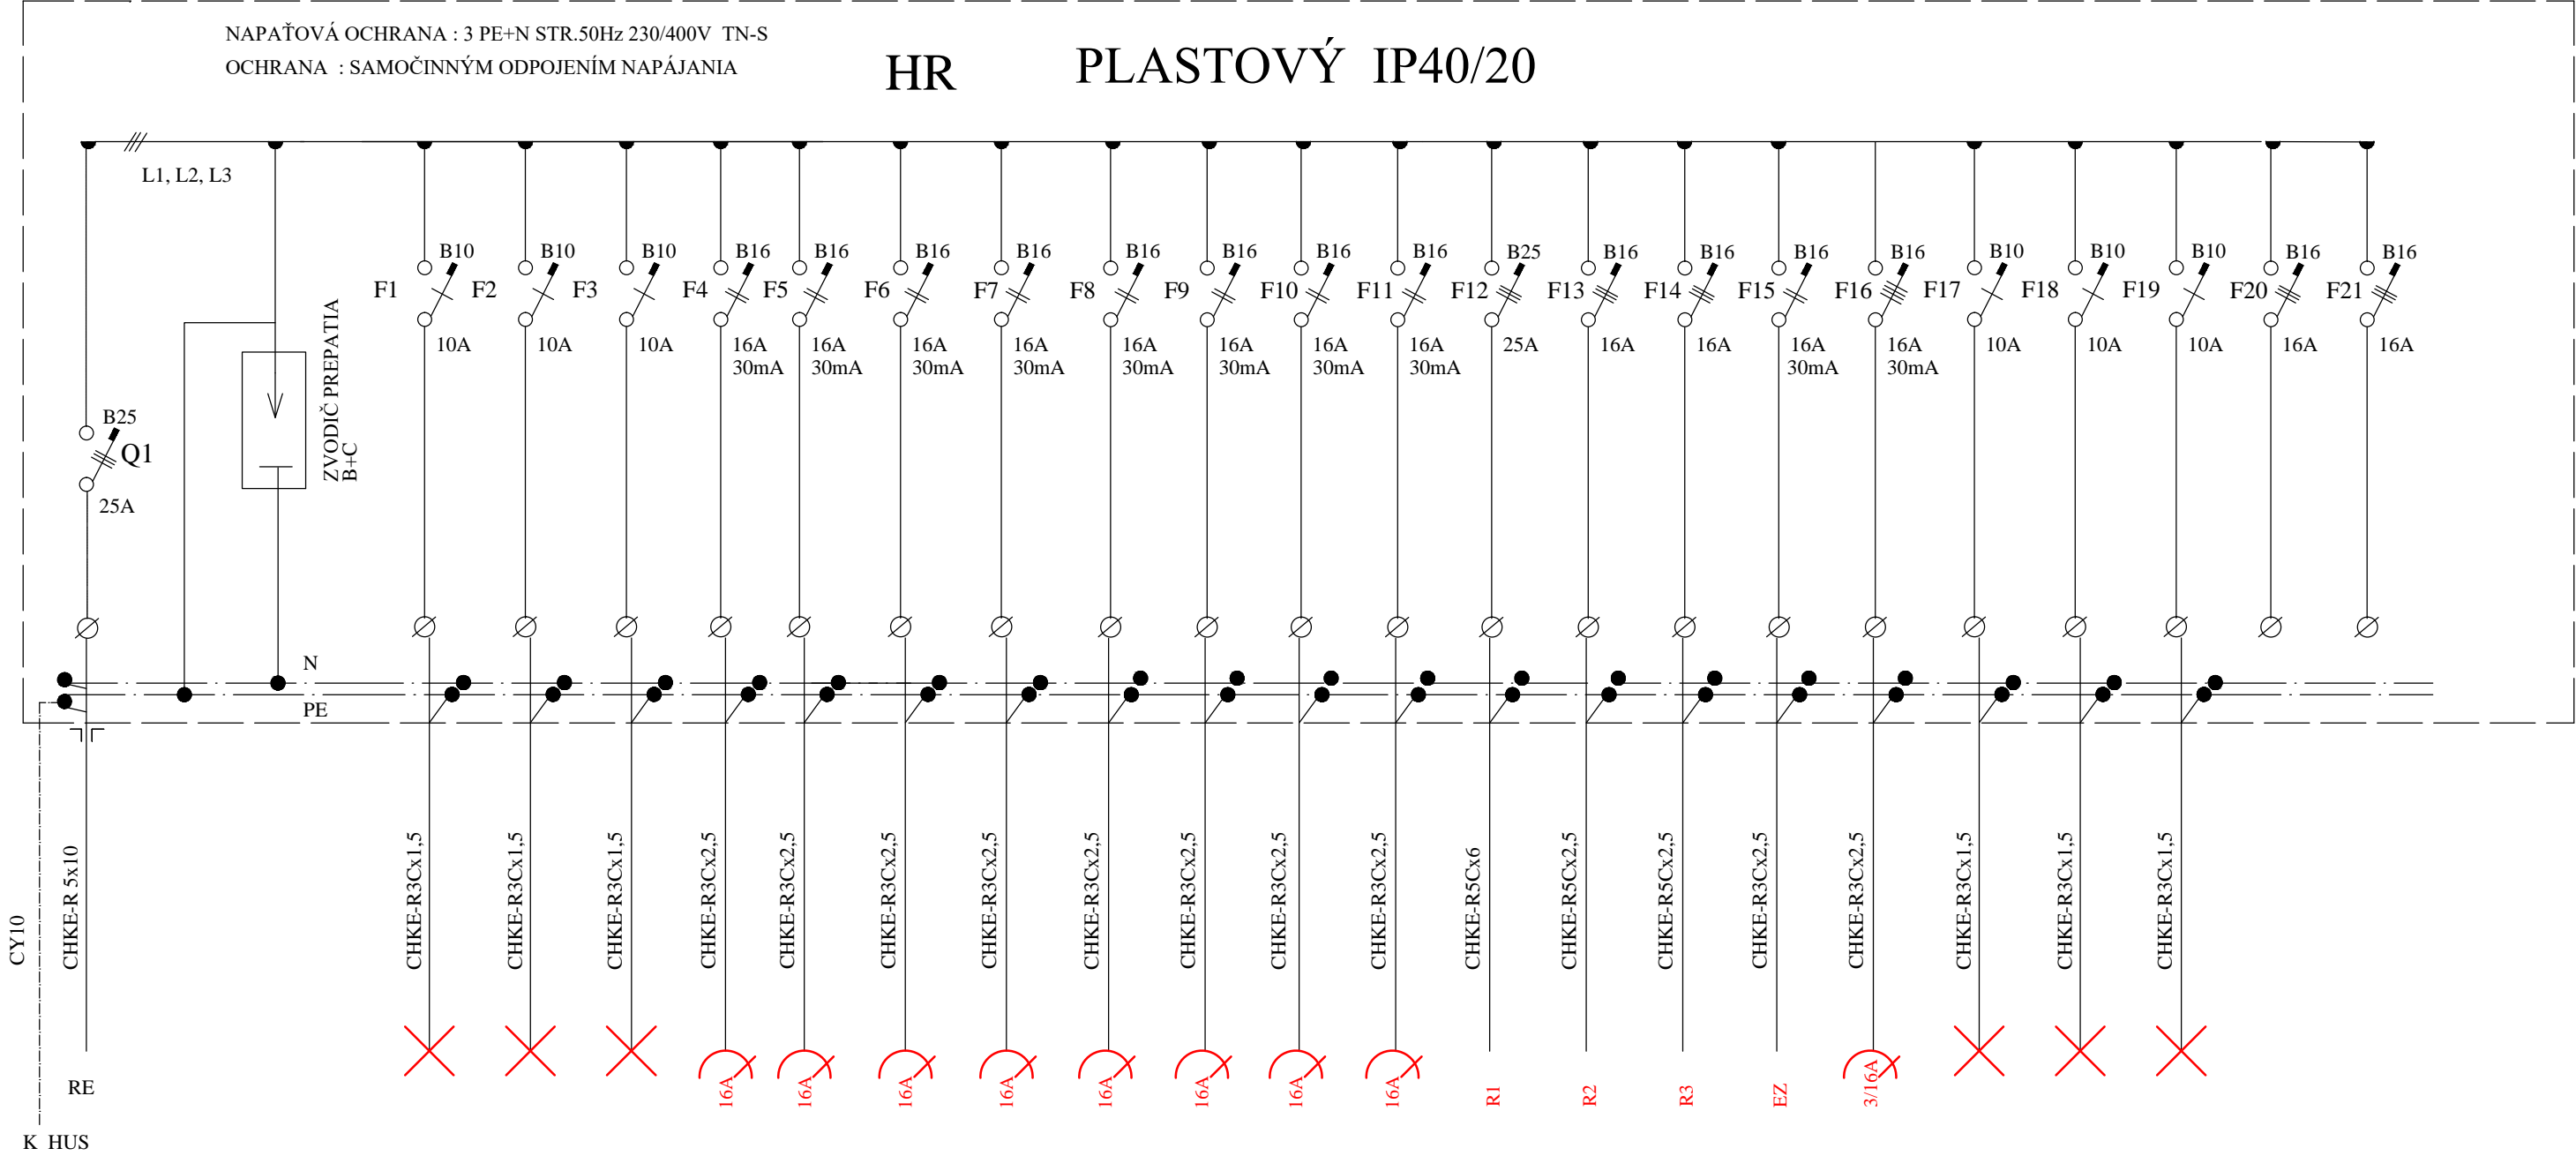 NAPAŤOVÁ OCHRANA : 3 PE+N STR.50Hz 230/400V TN-S
OCHRANA : SAMOČINNÝM ODPOJENÍM NAPÁJANIA
HR PLASTOVÝ IP40/20
L1, L2, L3
B10 B10 B10 B16 B16 B16 B16 B16 B16 B16 B16 B25 B16 B16 B16 B16 B10 B10 B10 B16 B16
F1 F2 F3 F4 F5 F6 F7 F8 F9 F10 F11 F12 F13 F14 F15 F16 F17 F18 F19 F20 F21
10A 10A 10A 16A 16A 16A 16A 16A 16A 16A 16A 25A 16A 16A 16A 16A 10A 10A 10A 16A 16A
30mA 30mA 30mA 30mA 30mA 30mA 30mA 30mA 30mA 30mA
ZVODIČ PREPATIA
B+C
B25
Q1
25A
N
PE
CY10
CHKE-R 5x10
CHKE-R3Cx1,5
CHKE-R3Cx1,5
CHKE-R3Cx1,5
CHKE-R3Cx2,5
CHKE-R3Cx2,5
CHKE-R3Cx2,5
CHKE-R3Cx2,5
CHKE-R3Cx2,5
CHKE-R3Cx2,5
CHKE-R3Cx2,5
CHKE-R3Cx2,5
CHKE-R5Cx6
CHKE-R5Cx2,5
CHKE-R5Cx2,5
CHKE-R3Cx2,5
CHKE-R3Cx2,5
CHKE-R3Cx1,5
CHKE-R3Cx1,5
CHKE-R3Cx1,5
RE
16A
16A
16A
16A
16A
16A
16A
16A
R1
R2
R3
EZ
3/16A
K HUS